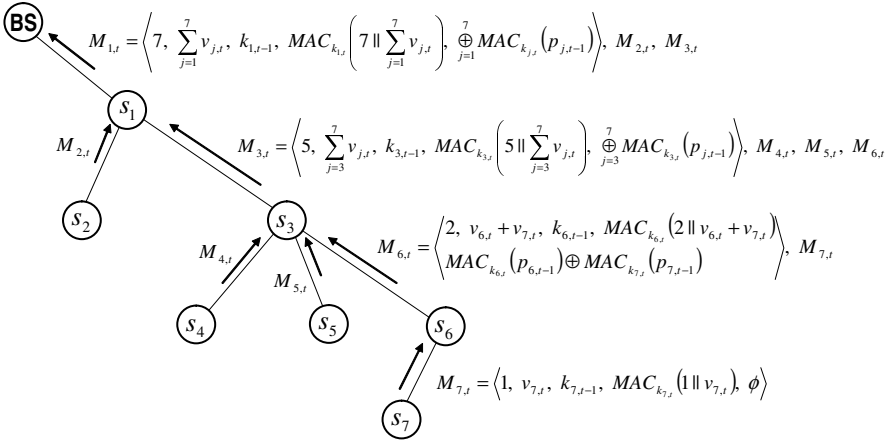 BS
M_{1,t} = ⟨7, ∑_{j=1}^{7} v_{j,t}, k_{1,t−1}, MAC_{k_{1,t}}(7 || ∑_{j=1}^{7} v_{j,t}), ⊕_{j=1}^{7} MAC_{k_{j,t}}(p_{j,t−1})⟩, M_{2,t}, M_{3,t}
s_1
M_{2,t}
M_{3,t} = ⟨5, ∑_{j=3}^{7} v_{j,t}, k_{3,t−1}, MAC_{k_{3,t}}(5 || ∑_{j=3}^{7} v_{j,t}), ⊕_{j=3}^{7} MAC_{k_{3,t}}(p_{j,t−1})⟩, M_{4,t}, M_{5,t}, M_{6,t}
s_2
s_3
M_{4,t}
M_{5,t}
M_{6,t} = ⟨2, v_{6,t} + v_{7,t}, k_{6,t−1}, MAC_{k_{6,t}}(2 || v_{6,t} + v_{7,t})
MAC_{k_{6,t}}(p_{6,t−1}) ⊕ MAC_{k_{7,t}}(p_{7,t−1})⟩, M_{7,t}
s_4
s_5
s_6
M_{7,t} = ⟨1, v_{7,t}, k_{7,t−1}, MAC_{k_{7,t}}(1 || v_{7,t}), ϕ⟩
s_7